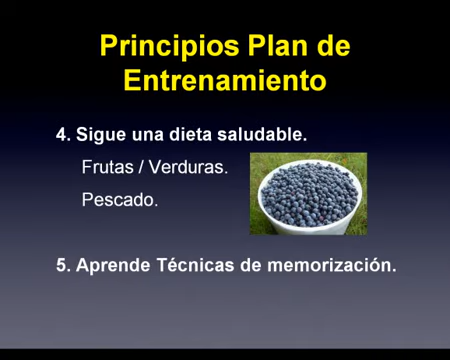 Principios Plan de
Entrenamiento
4. Sigue una dieta saludable.
Frutas / Verduras.
Pescado.
5. Aprende Técnicas de memorización.